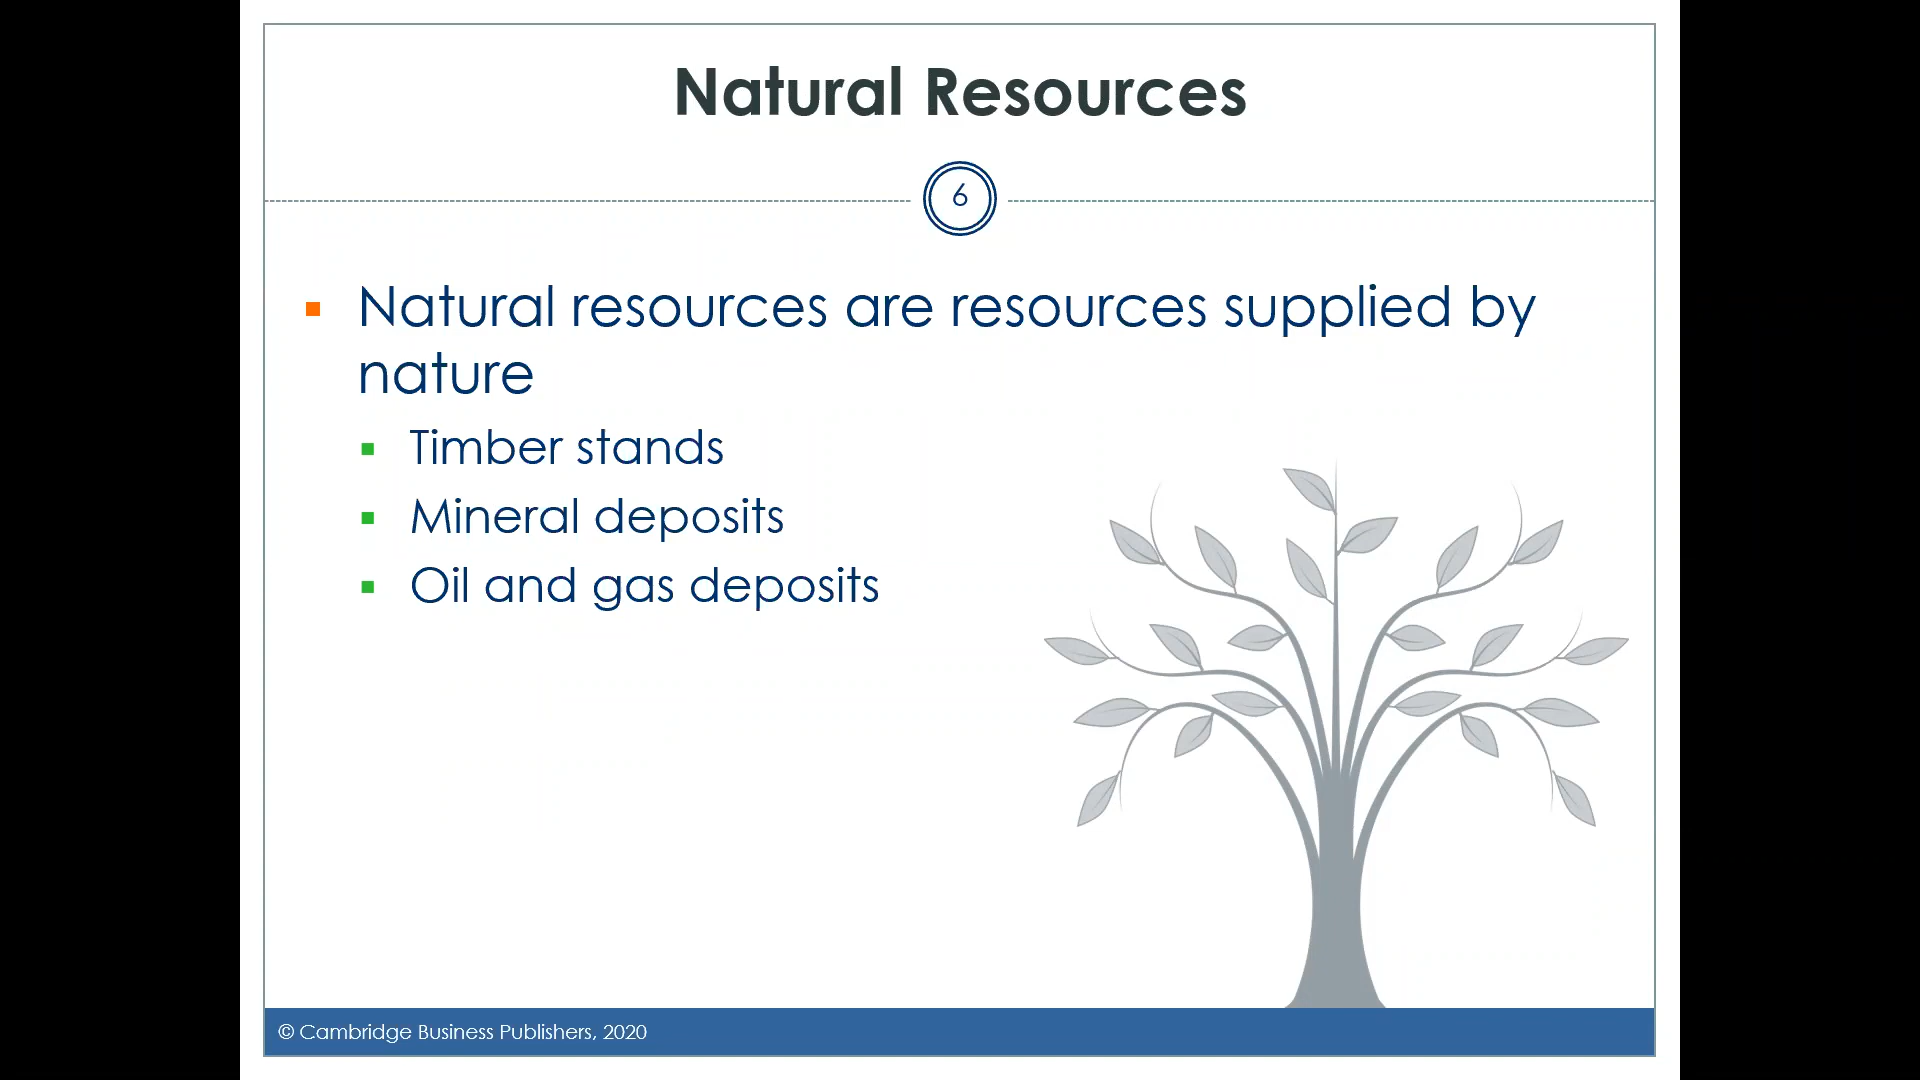 Natural Resources
6
Natural resources are resources supplied by
nature
Timber stands
Mineral deposits
Oil and gas deposits
© Cambridge Business Publishers, 2020